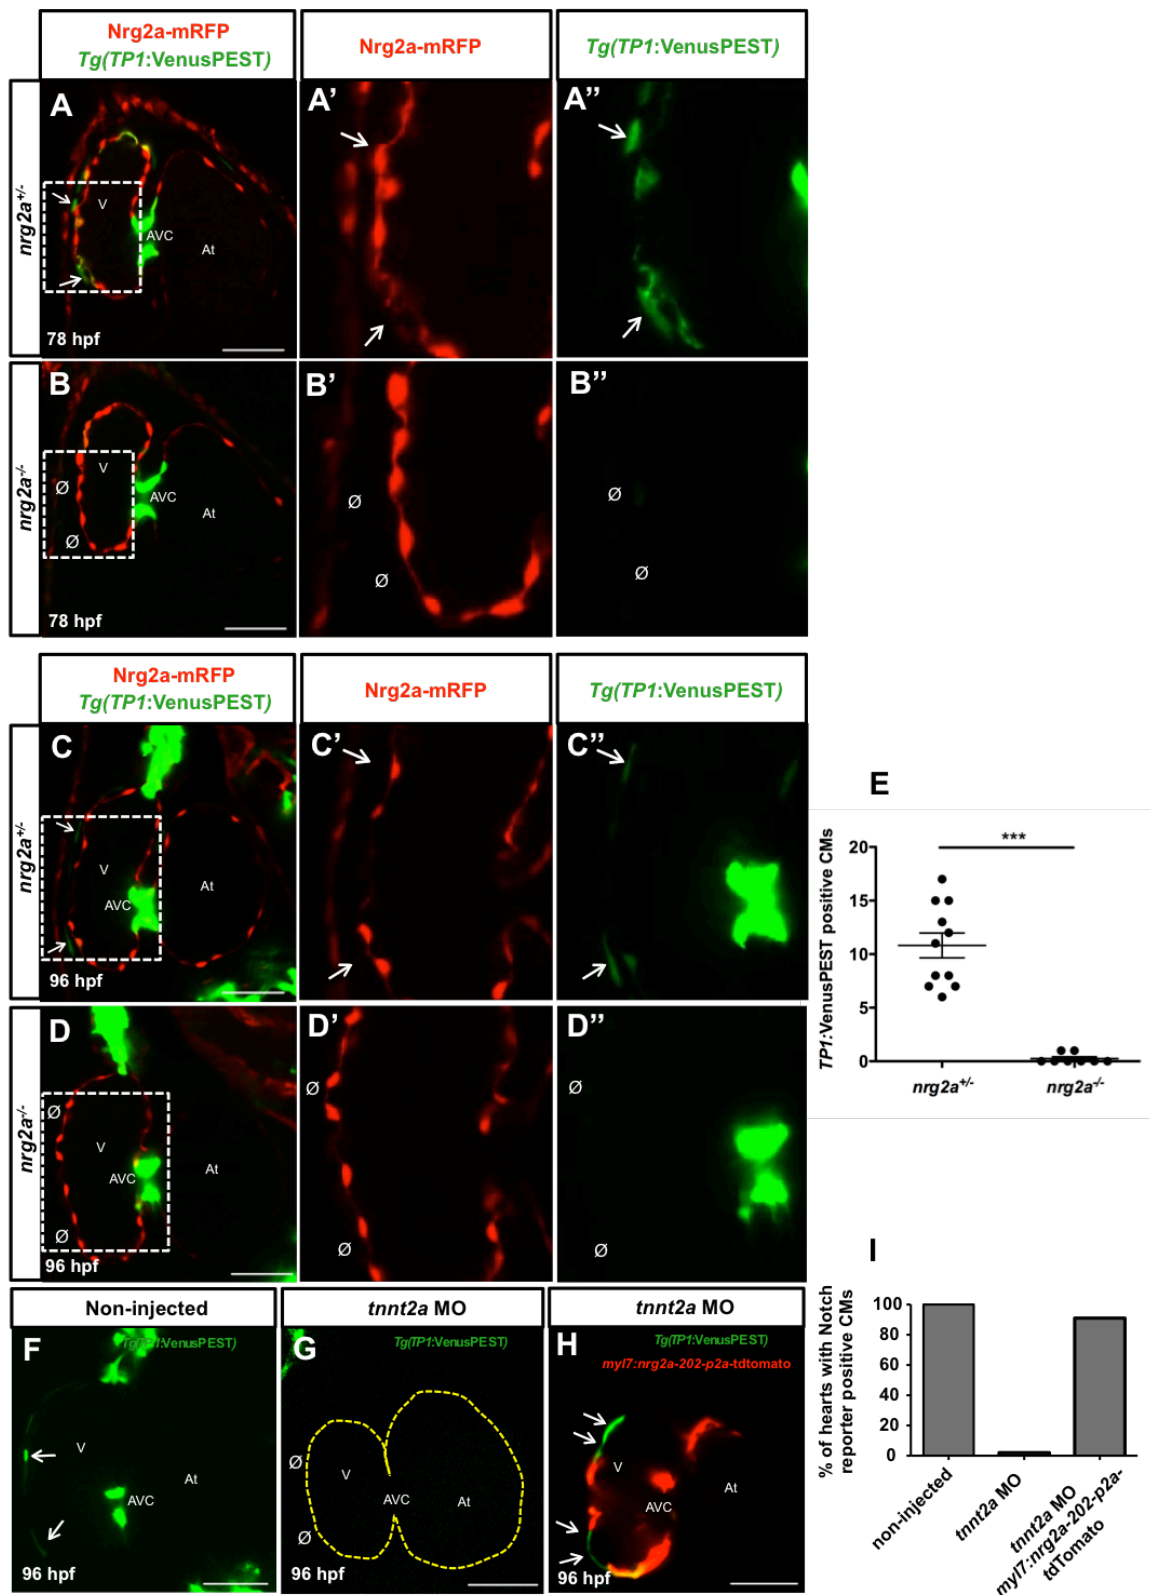 Nrg2a-mRFP
Tg(TP1:VenusPEST)
Nrg2a-mRFP
Tg(TP1:VenusPEST)
nrg2a+/-
A
V
AVC
At
78 hpf
A'
A''
nrg2a-/-
B
V
AVC
At
Ø
Ø
78 hpf
B'
Ø
Ø
B''
Ø
Ø
Nrg2a-mRFP
Tg(TP1:VenusPEST)
Nrg2a-mRFP
Tg(TP1:VenusPEST)
nrg2a+/-
C
V
AVC
At
96 hpf
C'
C''
nrg2a-/-
D
Ø
V
AVC
At
Ø
96 hpf
D'
Ø
Ø
D''
Ø
Ø
E
TP1:VenusPEST positive CMs
20
15
10
5
0
***
nrg2a+/-
nrg2a-/-
Non-injected
F
Tg(TP1:VenusPEST)
V
AVC
At
96 hpf
tnnt2a MO
G
Tg(TP1:VenusPEST)
Ø
V
AVC
At
Ø
96 hpf
tnnt2a MO
H
Tg(TP1:VenusPEST)
myl7:nrg2a-202-p2a-tdtomato
V
AVC
At
96 hpf
I
% of hearts with Notch
reporter positive CMs
100
80
60
40
20
0
non-injected
tnnt2a MO
tnnt2a MO
myl7:nrg2a-202-p2a-
tdTomato